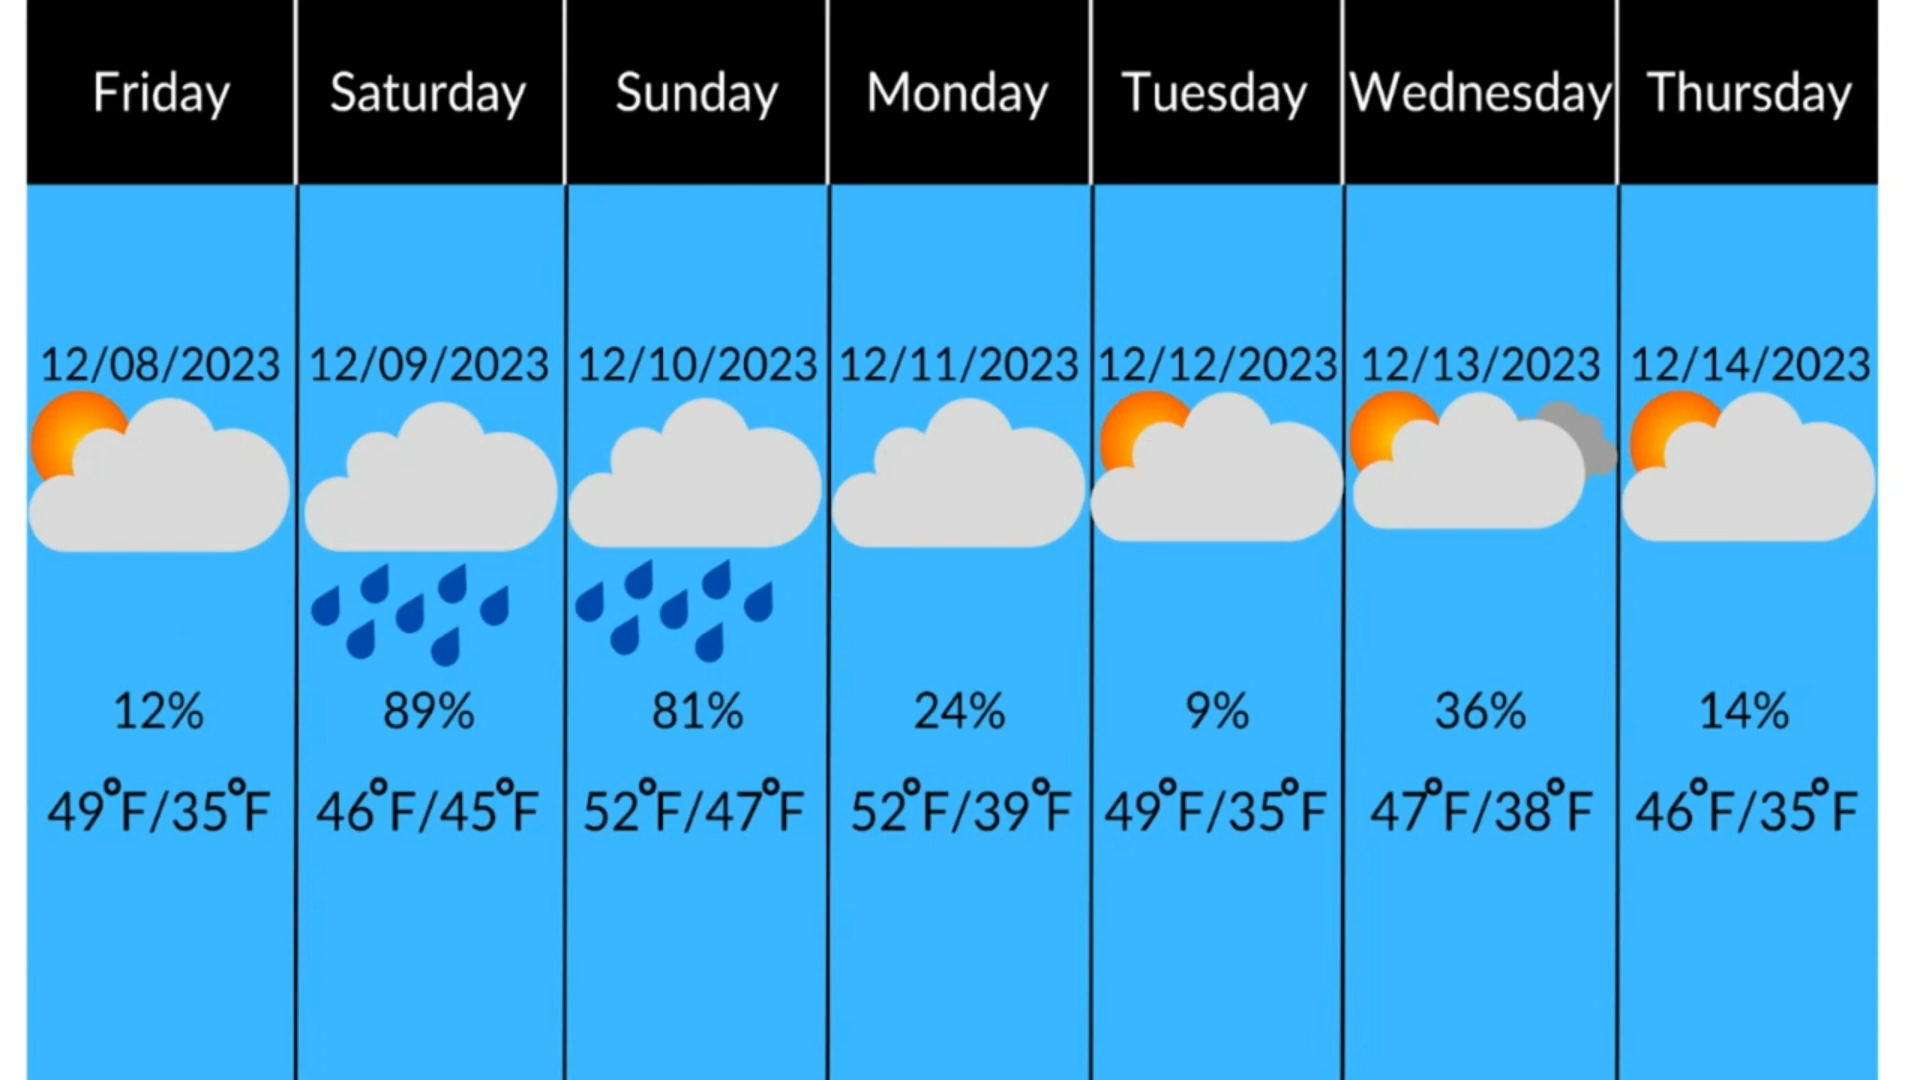 Friday Saturday Sunday Monday Tuesday Wednesday Thursday
12/08/2023 12/09/2023 12/10/2023 12/11/2023 12/12/2023 12/13/2023 12/14/2023
12% 89% 81% 24% 9% 36% 14%
49°F/35°F 46°F/45°F 52°F/47°F 52°F/39°F 49°F/35°F 47°F/38°F 46°F/35°F